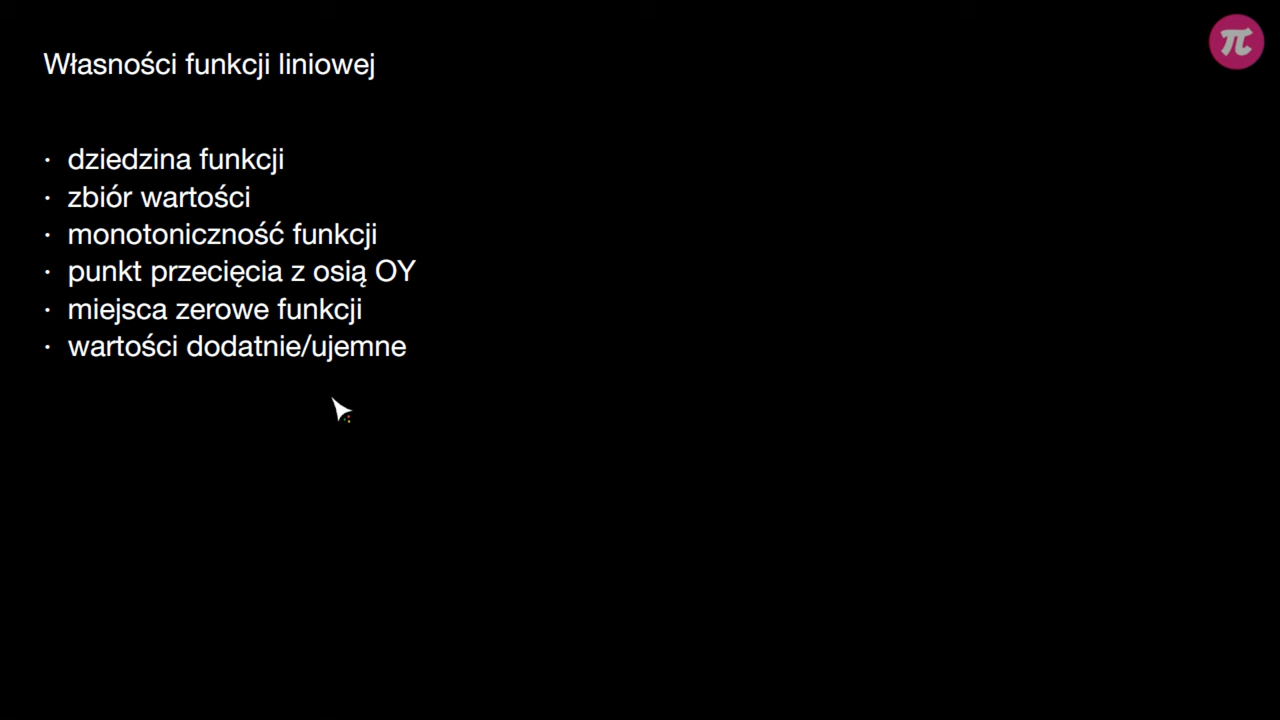 Własności funkcji liniowej
· dziedzina funkcji
· zbiór wartości
· monotoniczność funkcji
· punkt przecięcia z osią OY
· miejsca zerowe funkcji
· wartości dodatnie/ujemne
π